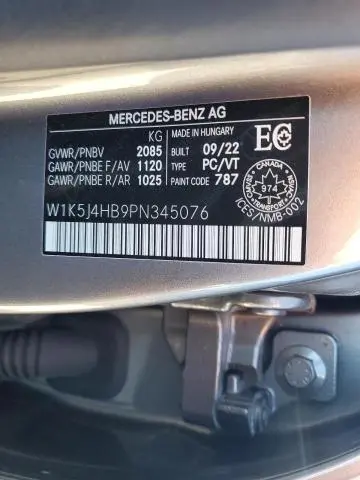 MERCEDES-BENZ AG
KG
GVWR/PNBV 2085
GAWR/PNBE F/AV 1120
GAWR/PNBE R/AR 1025
MADE IN HUNGARY
BUILT 09/22
TYPE PC/VT
PAINT CODE 787
EC
CANADA
974
ICES/NMB-002
W1K5J4HB9PN345076